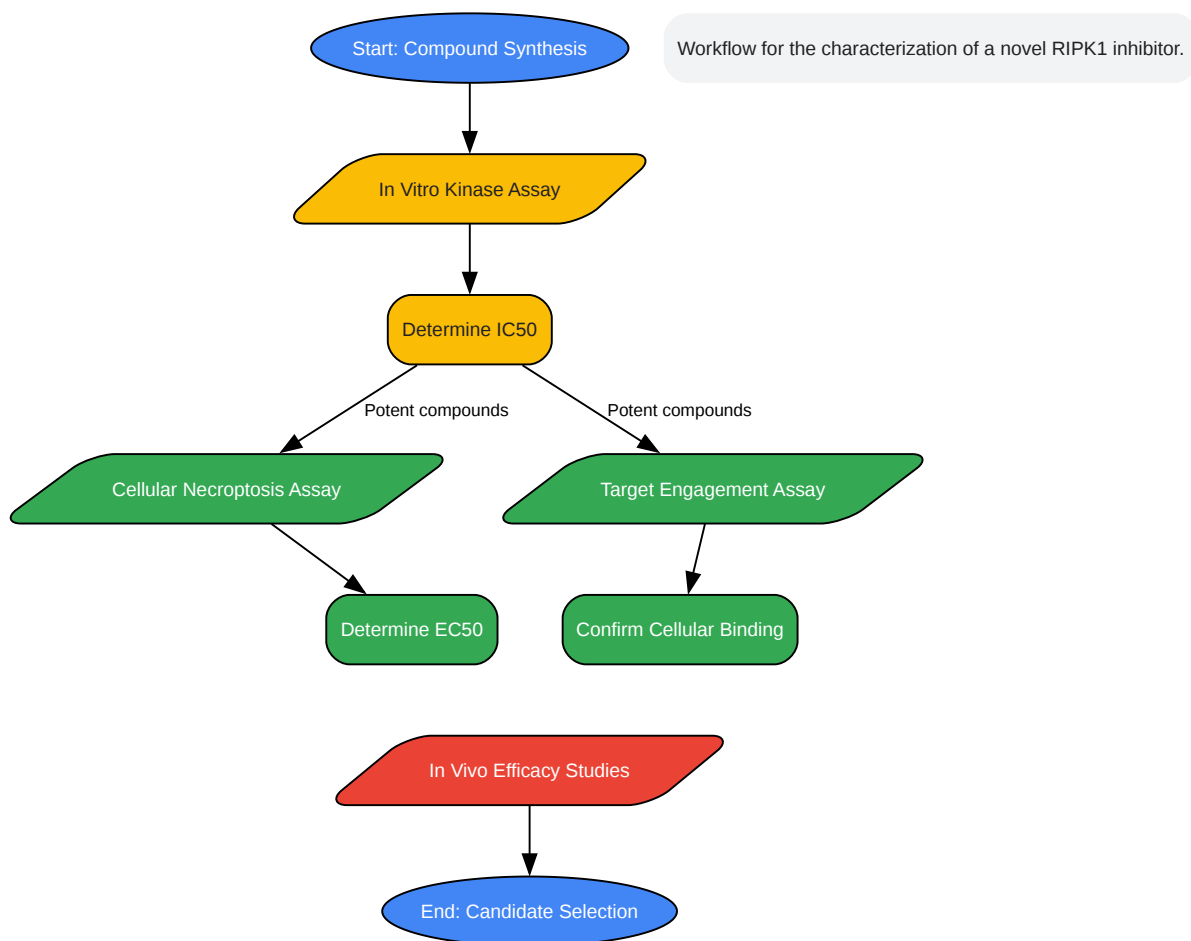 Start: Compound Synthesis
Workflow for the characterization of a novel RIPK1 inhibitor.
In Vitro Kinase Assay
Determine IC50
Potent compounds
Potent compounds
Cellular Necroptosis Assay
Target Engagement Assay
Determine EC50
Confirm Cellular Binding
In Vivo Efficacy Studies
End: Candidate Selection